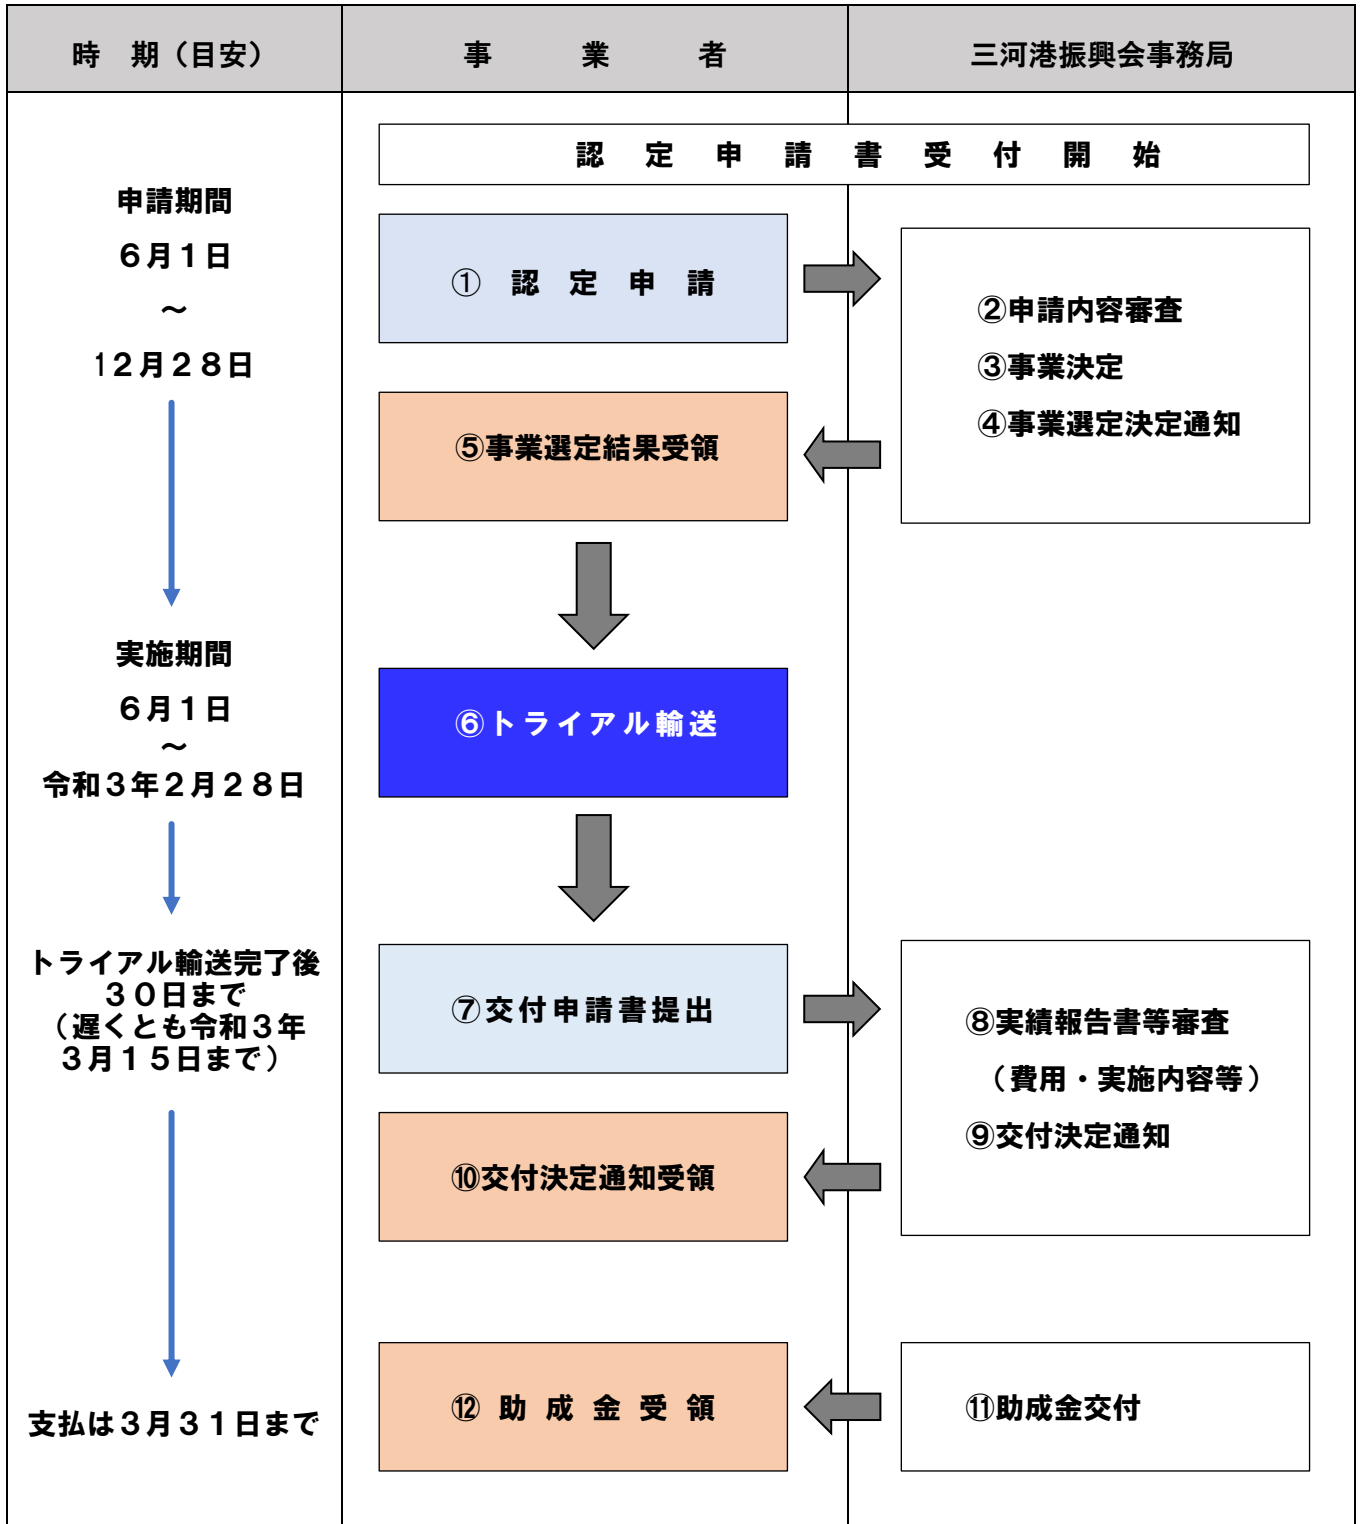 時　期（目安）
事　業　者
三河港振興会事務局
認定申請書受付開始
申請期間
６月１日
～
１２月２８日
① 認定申請
②申請内容審査
③事業決定
④事業選定決定通知
⑤事業選定結果受領
実施期間
６月１日
～
令和３年２月２８日
⑥トライアル輸送
トライアル輸送完了後
３０日まで
（遅くとも令和３年
３月１５日まで）
⑦交付申請書提出
⑧実績報告書等審査
（費用・実施内容等）
⑨交付決定通知
⑩交付決定通知受領
支払は３月３１日まで
⑫ 助成金受領
⑪助成金交付